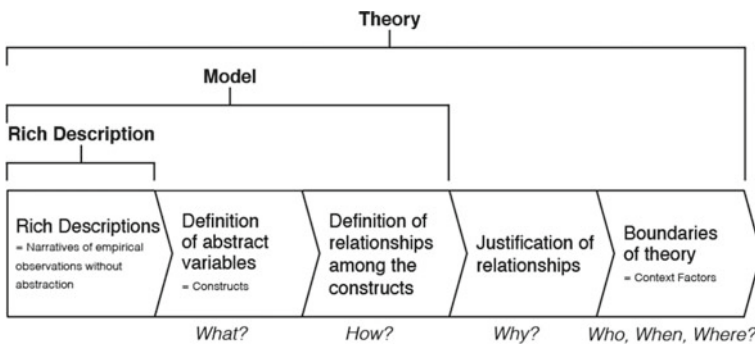 Theory
Model
Rich Description
Rich Descriptions
= Narratives of empirical
observations without
abstraction
Definition
of abstract
variables
= Constructs
Definition of
relationships
among the
constructs
Justification of
relationships
Boundaries
of theory
= Context Factors
What?
How?
Why?
Who, When, Where?